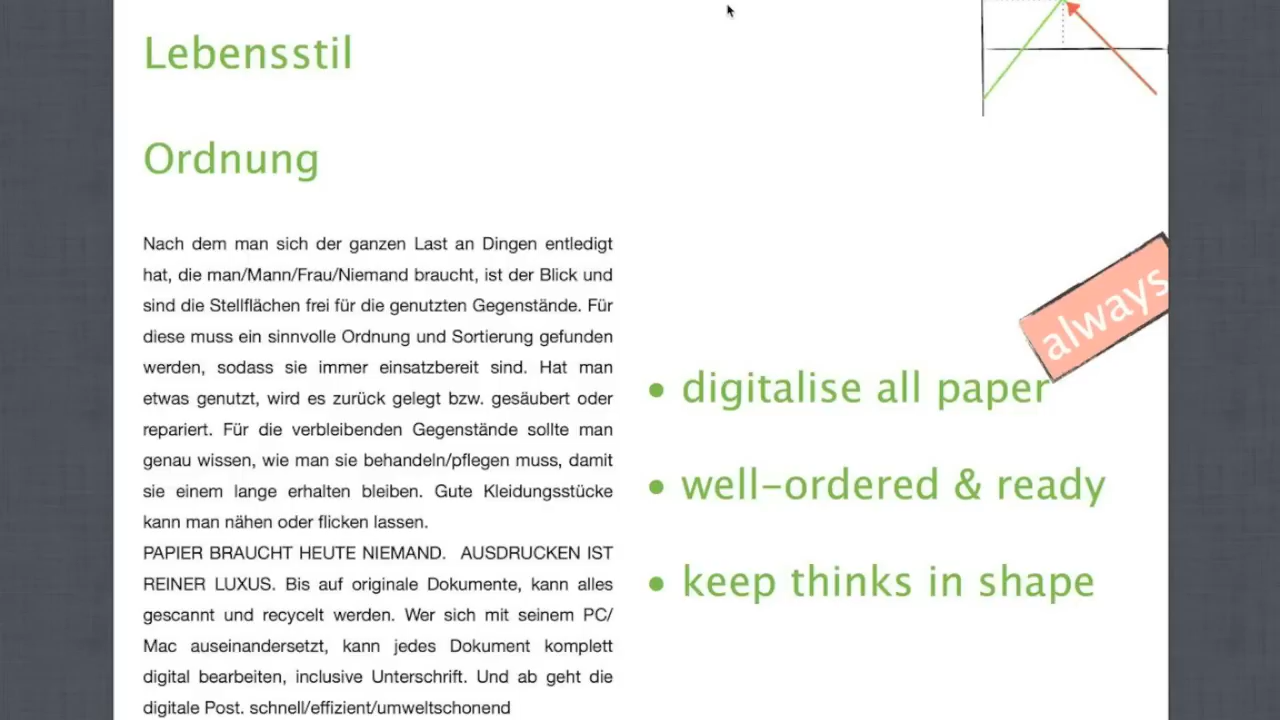 Lebensstil
Ordnung
Nach dem man sich der ganzen Last an Dingen entledigt
hat, die man/Mann/Frau/Niemand braucht, ist der Blick und
sind die Stellflächen frei für die genutzten Gegenstände. Für
diese muss ein sinnvolle Ordnung und Sortierung gefunden
werden, sodass sie immer einsatzbereit sind. Hat man
etwas genutzt, wird es zurück gelegt bzw. gesäubert oder
repariert. Für die verbleibenden Gegenstände sollte man
genau wissen, wie man sie behandeln/pflegen muss, damit
sie einem lange erhalten bleiben. Gute Kleidungsstücke
kann man nähen oder flicken lassen.
PAPIER BRAUCHT HEUTE NIEMAND. AUSDRUCKEN IST
REINER LUXUS. Bis auf originale Dokumente, kann alles
gescannt und recycelt werden. Wer sich mit seinem PC/
Mac auseinandersetzt, kann jedes Dokument komplett
digital bearbeiten, inclusive Unterschrift. Und ab geht die
digitale Post. schnell/effizient/umweltschonend
always
• digitalise all paper
• well-ordered & ready
• keep thinks in shape